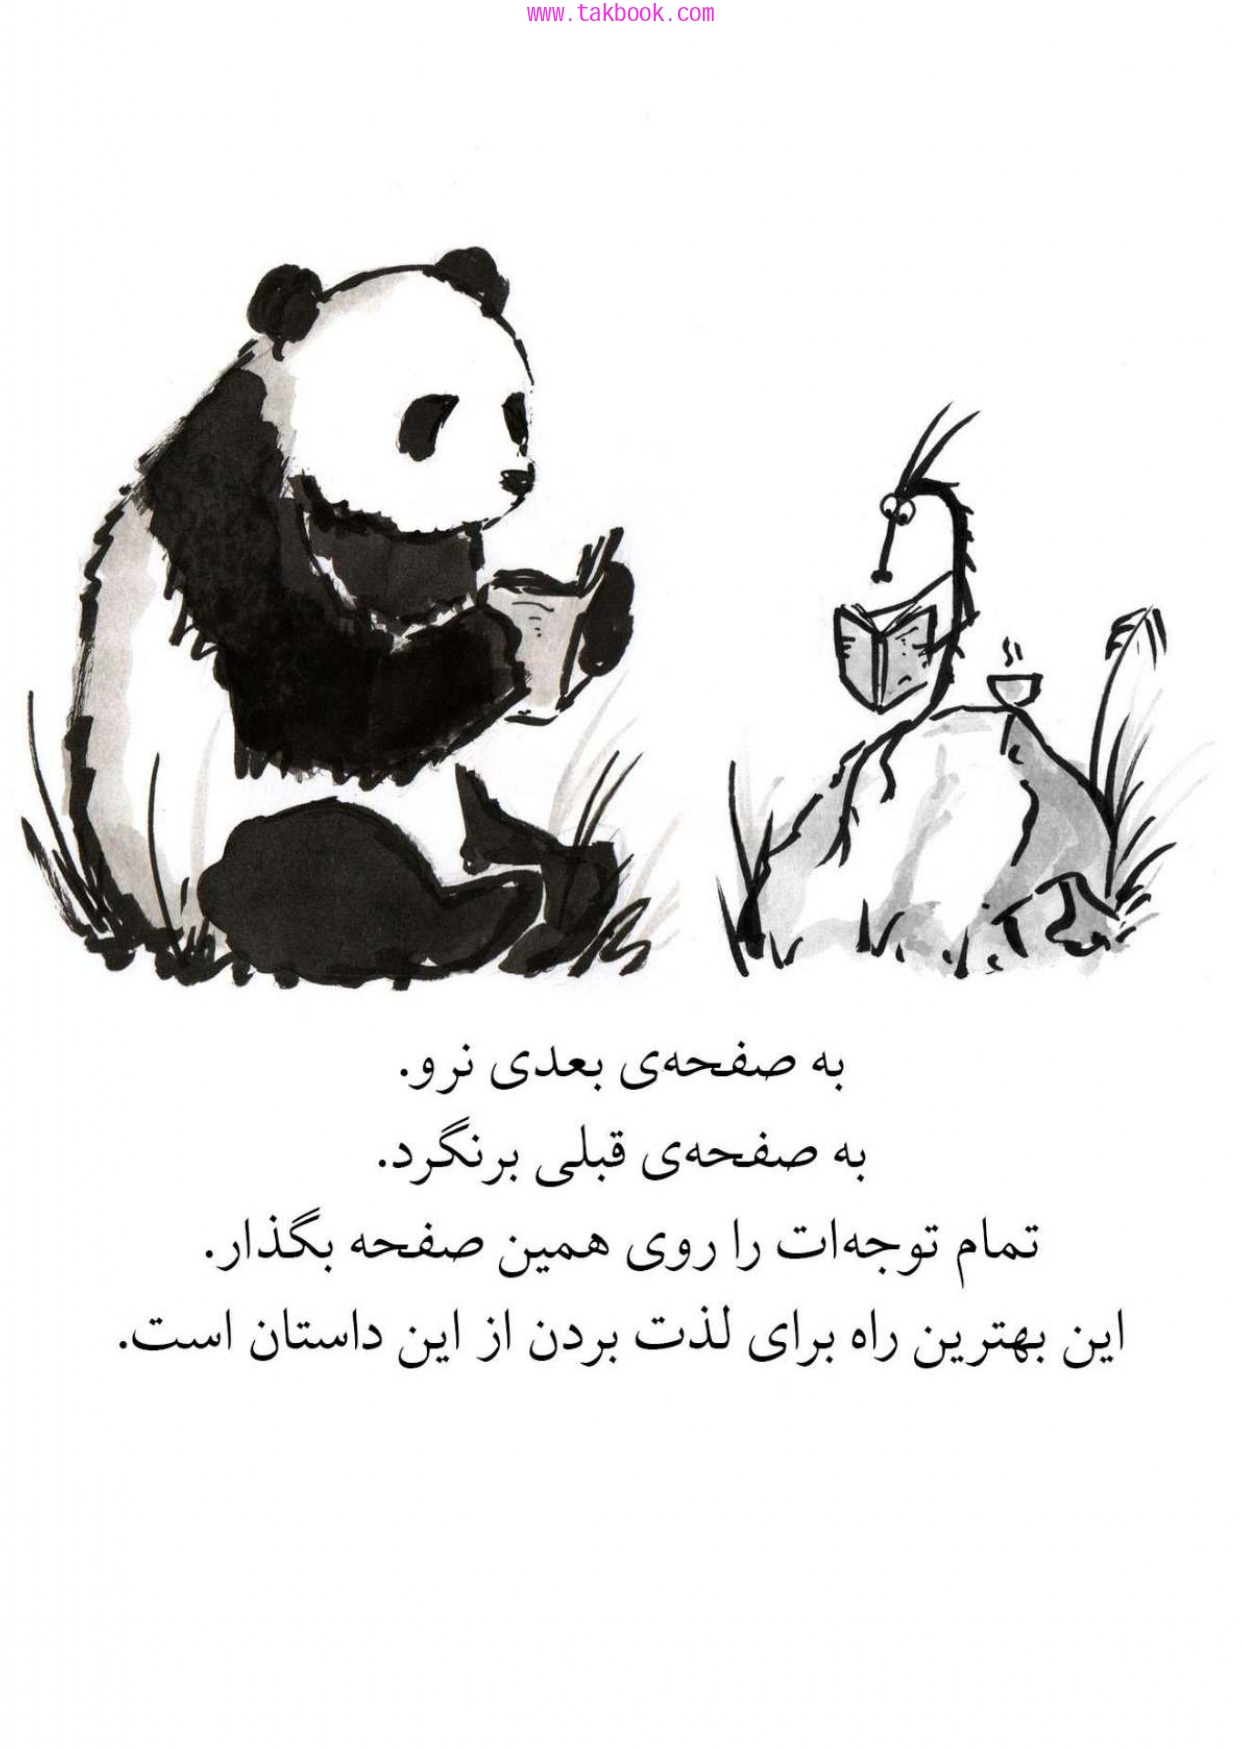 www.takbook.com
به صفحه‌ی بعدی نرو.
به صفحه‌ی قبلی برنگرد.
تمام توجه‌ات را روی همین صفحه بگذار.
این بهترین راه برای لذت بردن از این داستان است.